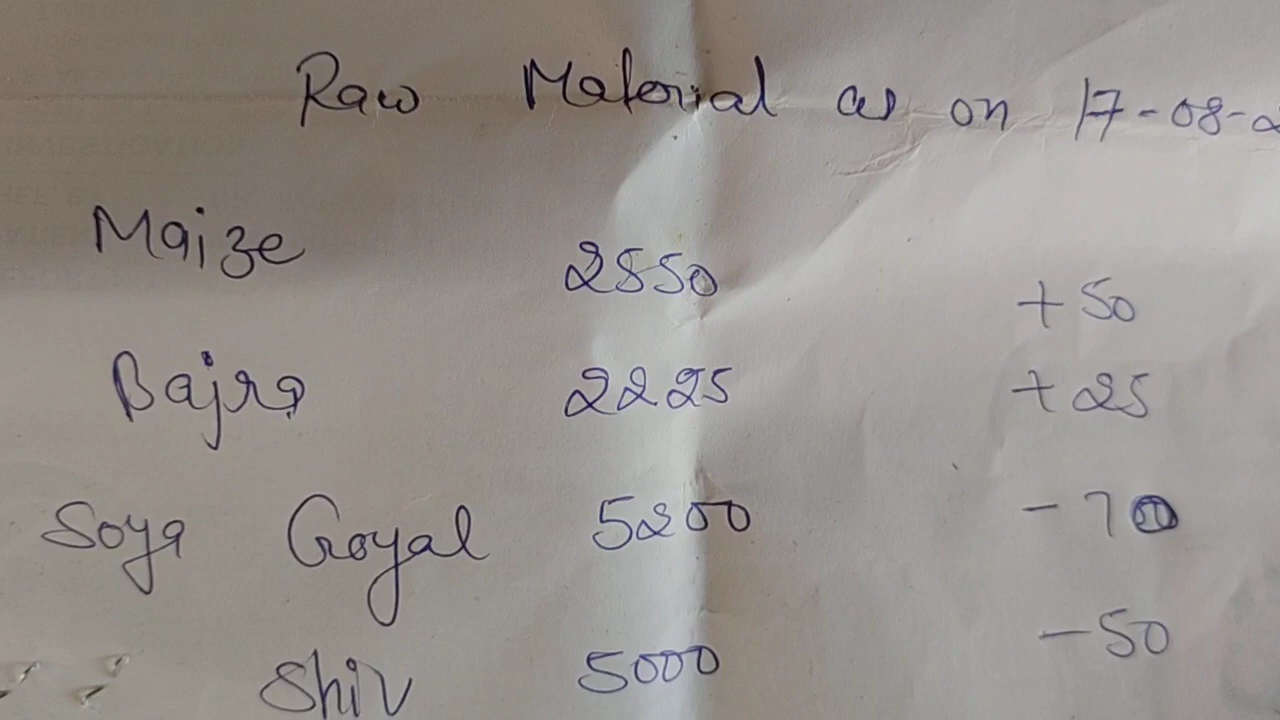 Raw Material as on 17-08-2
Maize 2550 +50
Bajra 2225 +25
Soya Goyal 5200 -70
" " Shiv 5000 -50